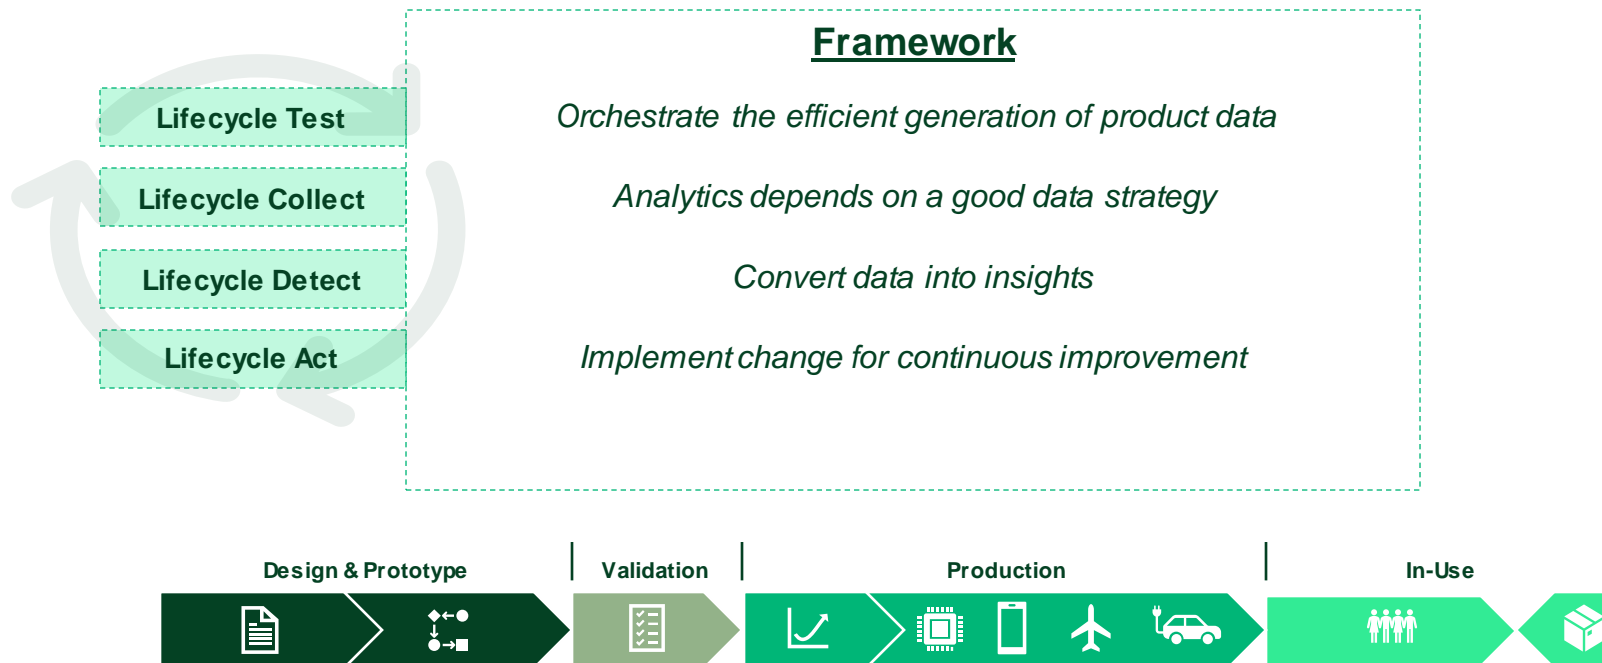 Framework
Lifecycle Test
Orchestrate the efficient generation of product data
Lifecycle Collect
Analytics depends on a good data strategy
Lifecycle Detect
Convert data into insights
Lifecycle Act
Implement change for continuous improvement
Design & Prototype
Validation
Production
In-Use